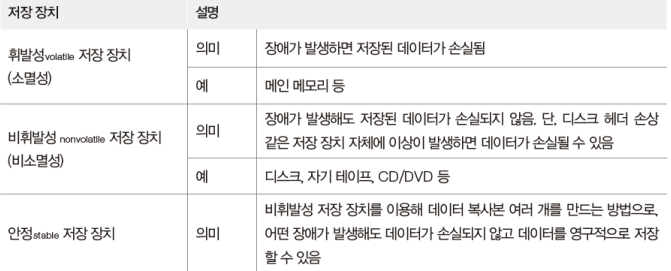 저장 장치 설명
휘발성volatile 저장 장치
(소멸성)
의미 장애가 발생하면 저장된 데이터가 손실됨
예 메인 메모리 등
비휘발성 nonvolatile 저장 장치
(비소멸성)
의미 장애가 발생해도 저장된 데이터가 손실되지 않음. 단, 디스크 헤더 손상
같은 저장 장치 자체에 이상이 발생하면 데이터가 손실될 수 있음
예 디스크, 자기 테이프, CD/DVD 등
안정stable 저장 장치
의미 비휘발성 저장 장치를 이용해 데이터 복사본 여러 개를 만드는 방법으로,
어떤 장애가 발생해도 데이터가 손실되지 않고 데이터를 영구적으로 저장
할 수 있음